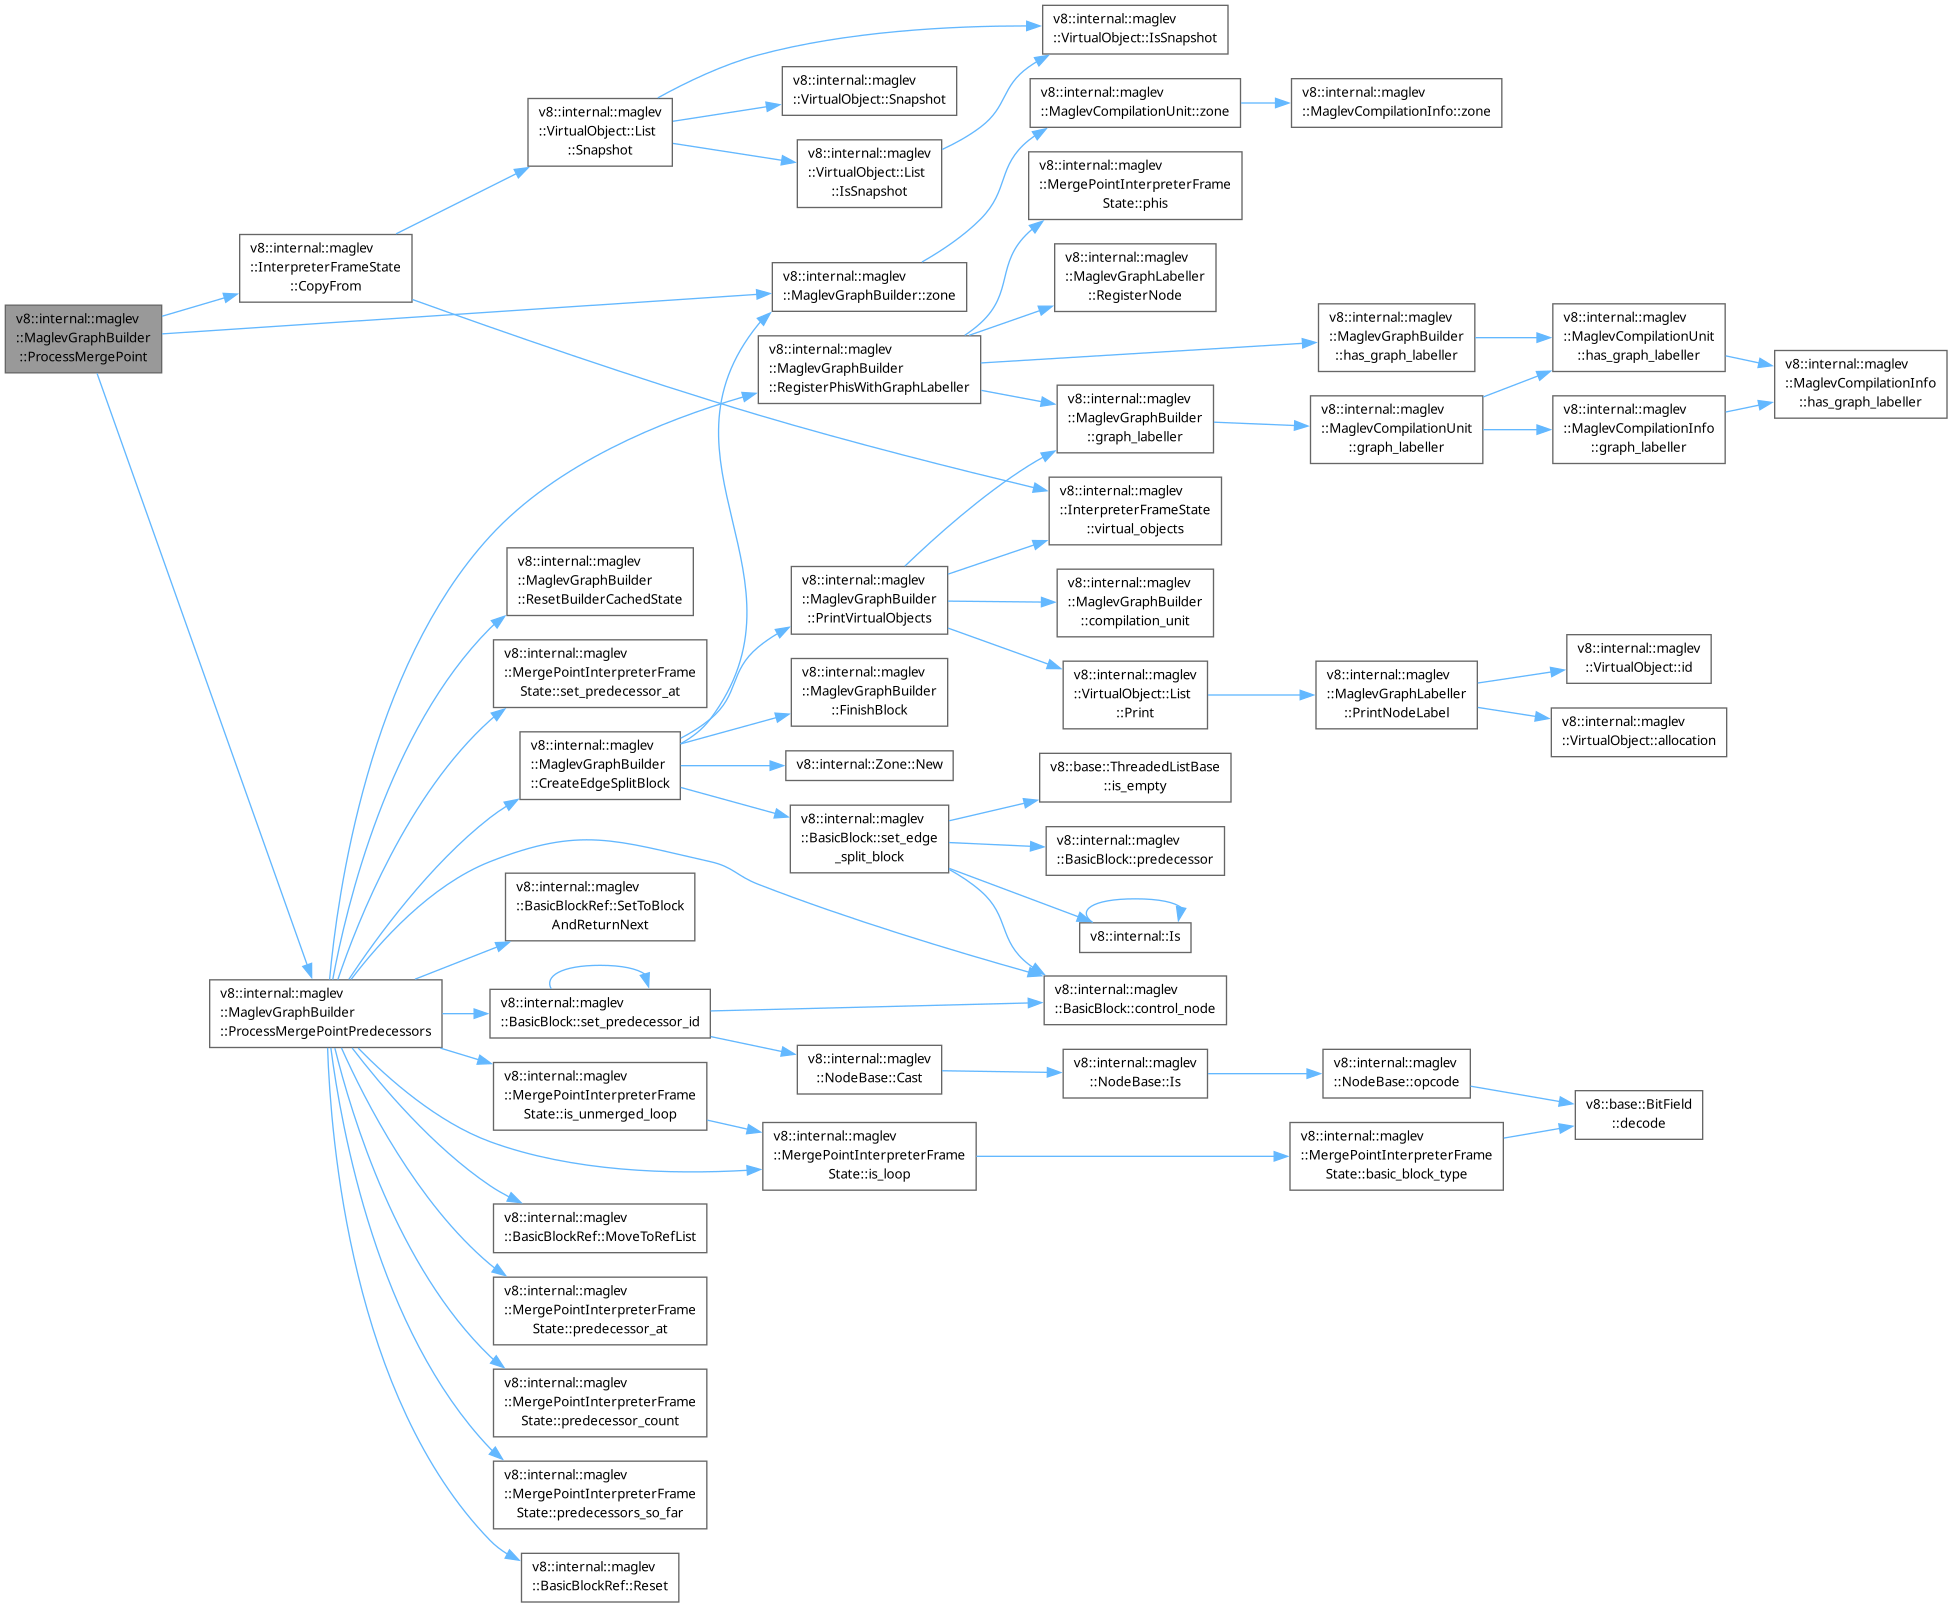 v8::internal::maglev
::MaglevGraphBuilder
::ProcessMergePoint
v8::internal::maglev
::InterpreterFrameState
::CopyFrom
v8::internal::maglev
::VirtualObject::List
::Snapshot
v8::internal::maglev
::VirtualObject::IsSnapshot
v8::internal::maglev
::VirtualObject::Snapshot
v8::internal::maglev
::VirtualObject::List
::IsSnapshot
v8::internal::maglev
::MaglevCompilationUnit::zone
v8::internal::maglev
::MaglevCompilationInfo::zone
v8::internal::maglev
::MergePointInterpreterFrame
State::phis
v8::internal::maglev
::MaglevGraphLabeller
::RegisterNode
v8::internal::maglev
::MaglevGraphBuilder::zone
v8::internal::maglev
::MaglevGraphBuilder
::RegisterPhisWithGraphLabeller
v8::internal::maglev
::MaglevGraphBuilder
::has_graph_labeller
v8::internal::maglev
::MaglevCompilationUnit
::has_graph_labeller
v8::internal::maglev
::MaglevCompilationInfo
::has_graph_labeller
v8::internal::maglev
::MaglevGraphBuilder
::graph_labeller
v8::internal::maglev
::MaglevCompilationUnit
::graph_labeller
v8::internal::maglev
::MaglevCompilationInfo
::graph_labeller
v8::internal::maglev
::InterpreterFrameState
::virtual_objects
v8::internal::maglev
::MaglevGraphBuilder
::ResetBuilderCachedState
v8::internal::maglev
::MaglevGraphBuilder
::PrintVirtualObjects
v8::internal::maglev
::MaglevGraphBuilder
::compilation_unit
v8::internal::maglev
::MergePointInterpreterFrame
State::set_predecessor_at
v8::internal::maglev
::MaglevGraphBuilder
::FinishBlock
v8::internal::maglev
::VirtualObject::List
::Print
v8::internal::maglev
::MaglevGraphLabeller
::PrintNodeLabel
v8::internal::maglev
::VirtualObject::id
v8::internal::maglev
::VirtualObject::allocation
v8::internal::maglev
::MaglevGraphBuilder
::CreateEdgeSplitBlock
v8::internal::Zone::New
v8::base::ThreadedListBase
::is_empty
v8::internal::maglev
::BasicBlock::set_edge
_split_block
v8::internal::maglev
::BasicBlock::predecessor
v8::internal::maglev
::BasicBlockRef::SetToBlock
AndReturnNext
v8::internal::Is
v8::internal::maglev
::MaglevGraphBuilder
::ProcessMergePointPredecessors
v8::internal::maglev
::BasicBlock::set_predecessor_id
v8::internal::maglev
::BasicBlock::control_node
v8::internal::maglev
::NodeBase::Cast
v8::internal::maglev
::NodeBase::Is
v8::internal::maglev
::NodeBase::opcode
v8::base::BitField
::decode
v8::internal::maglev
::MergePointInterpreterFrame
State::is_unmerged_loop
v8::internal::maglev
::MergePointInterpreterFrame
State::is_loop
v8::internal::maglev
::MergePointInterpreterFrame
State::basic_block_type
v8::internal::maglev
::BasicBlockRef::MoveToRefList
v8::internal::maglev
::MergePointInterpreterFrame
State::predecessor_at
v8::internal::maglev
::MergePointInterpreterFrame
State::predecessor_count
v8::internal::maglev
::MergePointInterpreterFrame
State::predecessors_so_far
v8::internal::maglev
::BasicBlockRef::Reset